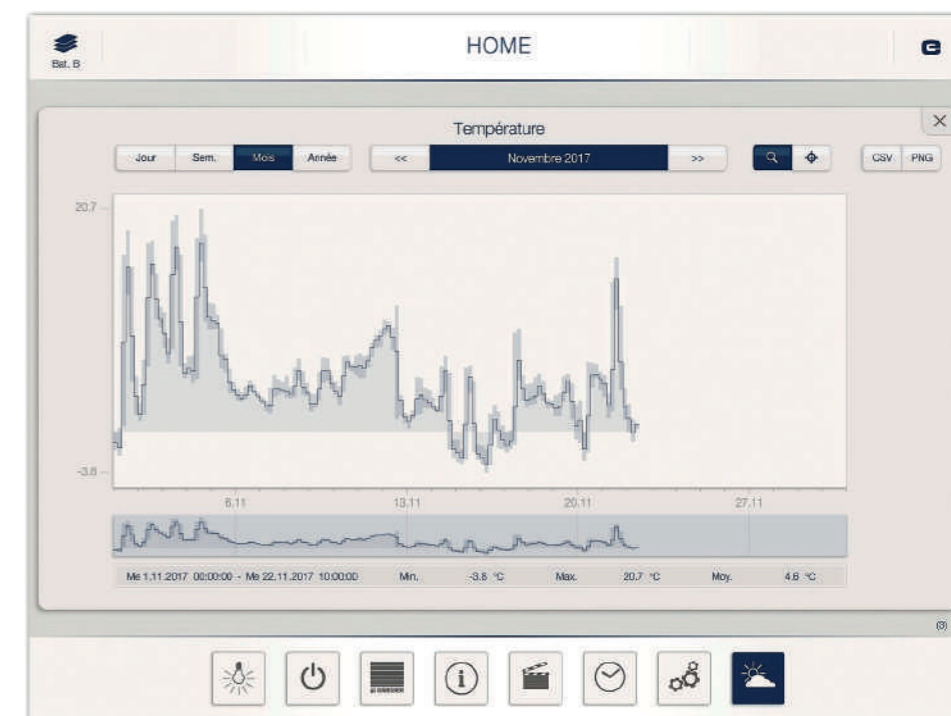 HOME
Bat. B
Température
Jour Sem. Mois Année << Novembre 2017 >> CSV PNG
20.7
-3.8
6.11 13.11 20.11 27.11
Me 1.11.2017 00:00:00 - Me 22.11.2017 10:00:00 Min. -3.8 °C Max. 20.7 °C Moy. 4.6 °C
(3)